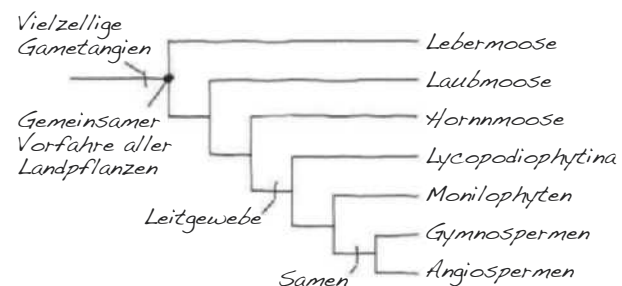 Vielzellige
Gametangien
Gemeinsamer
Vorfahre aller
Landpflanzen
Leitgewebe
Samen
Lebermoose
Laubmoose
Hornnmoose
Lycopodiophytina
Monilophyten
Gymnospermen
Angiospermen